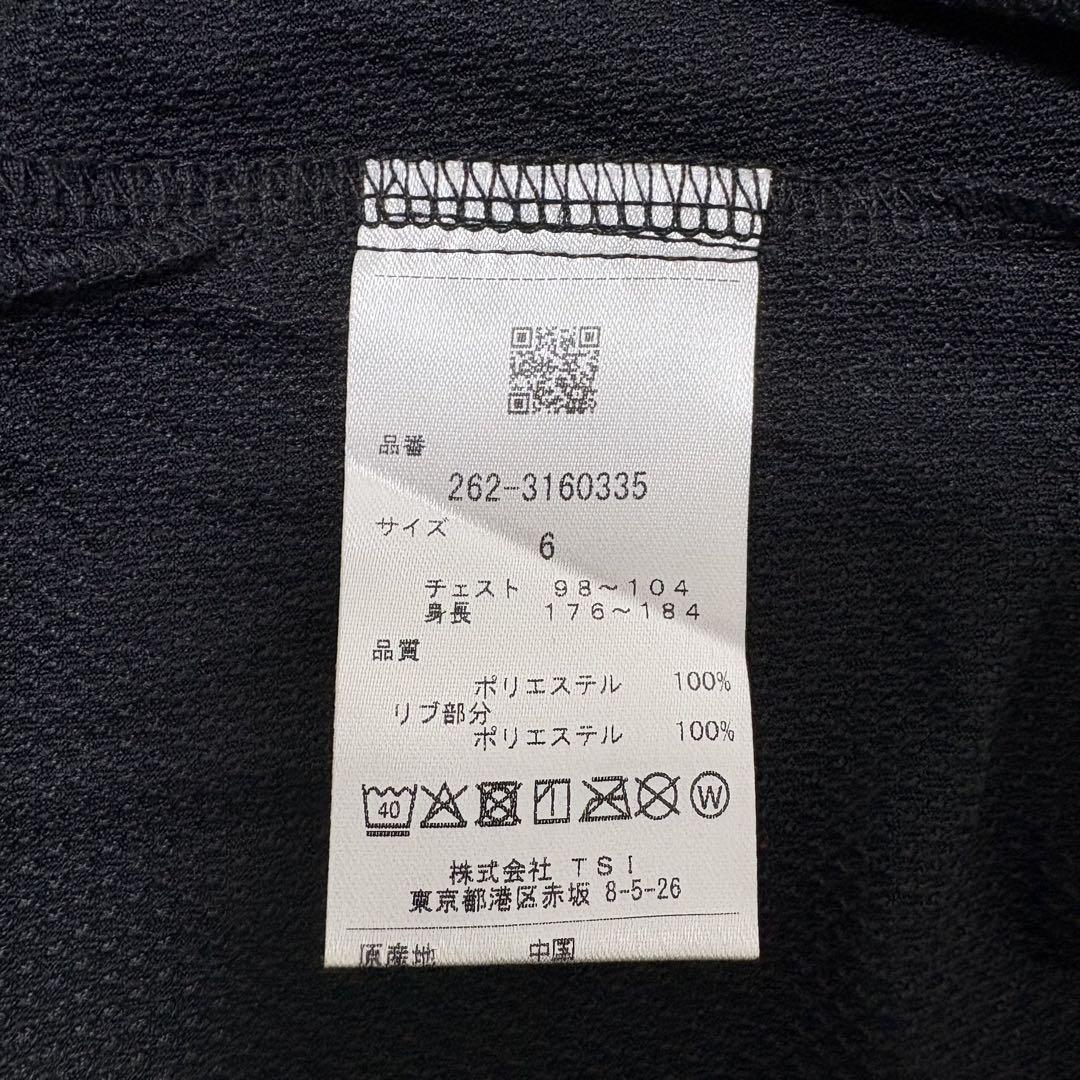 品番
262-3160335
サイズ
6
チェスト 98～104
身長 176～184
品質
ポリエステル 100%
リブ部分
ポリエステル 100%
40
W
株式会社 TSI
東京都港区赤坂 8-5-26
原産地 中国